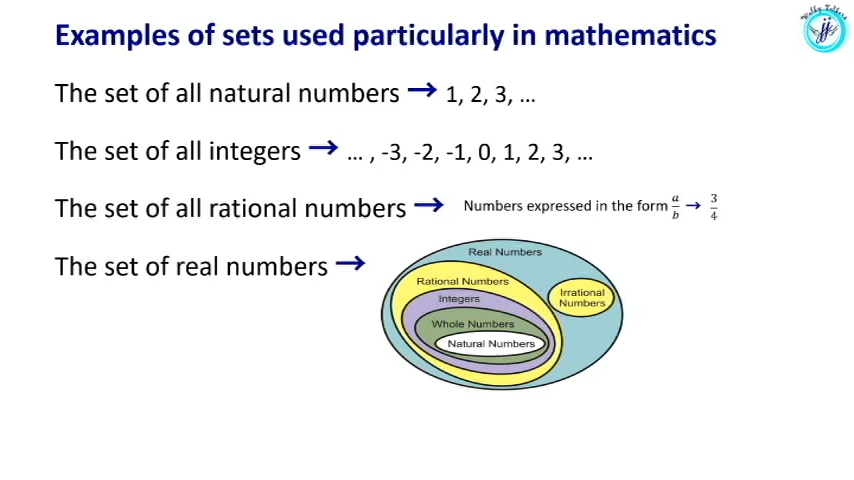 Examples of sets used particularly in mathematics
The set of all natural numbers → 1, 2, 3, …
The set of all integers → … , -3, -2, -1, 0, 1, 2, 3, …
The set of all rational numbers → Numbers expressed in the form a/b → 3/4
The set of real numbers →
Real Numbers
Rational Numbers
Irrational
Numbers
Integers
Whole Numbers
Natural Numbers